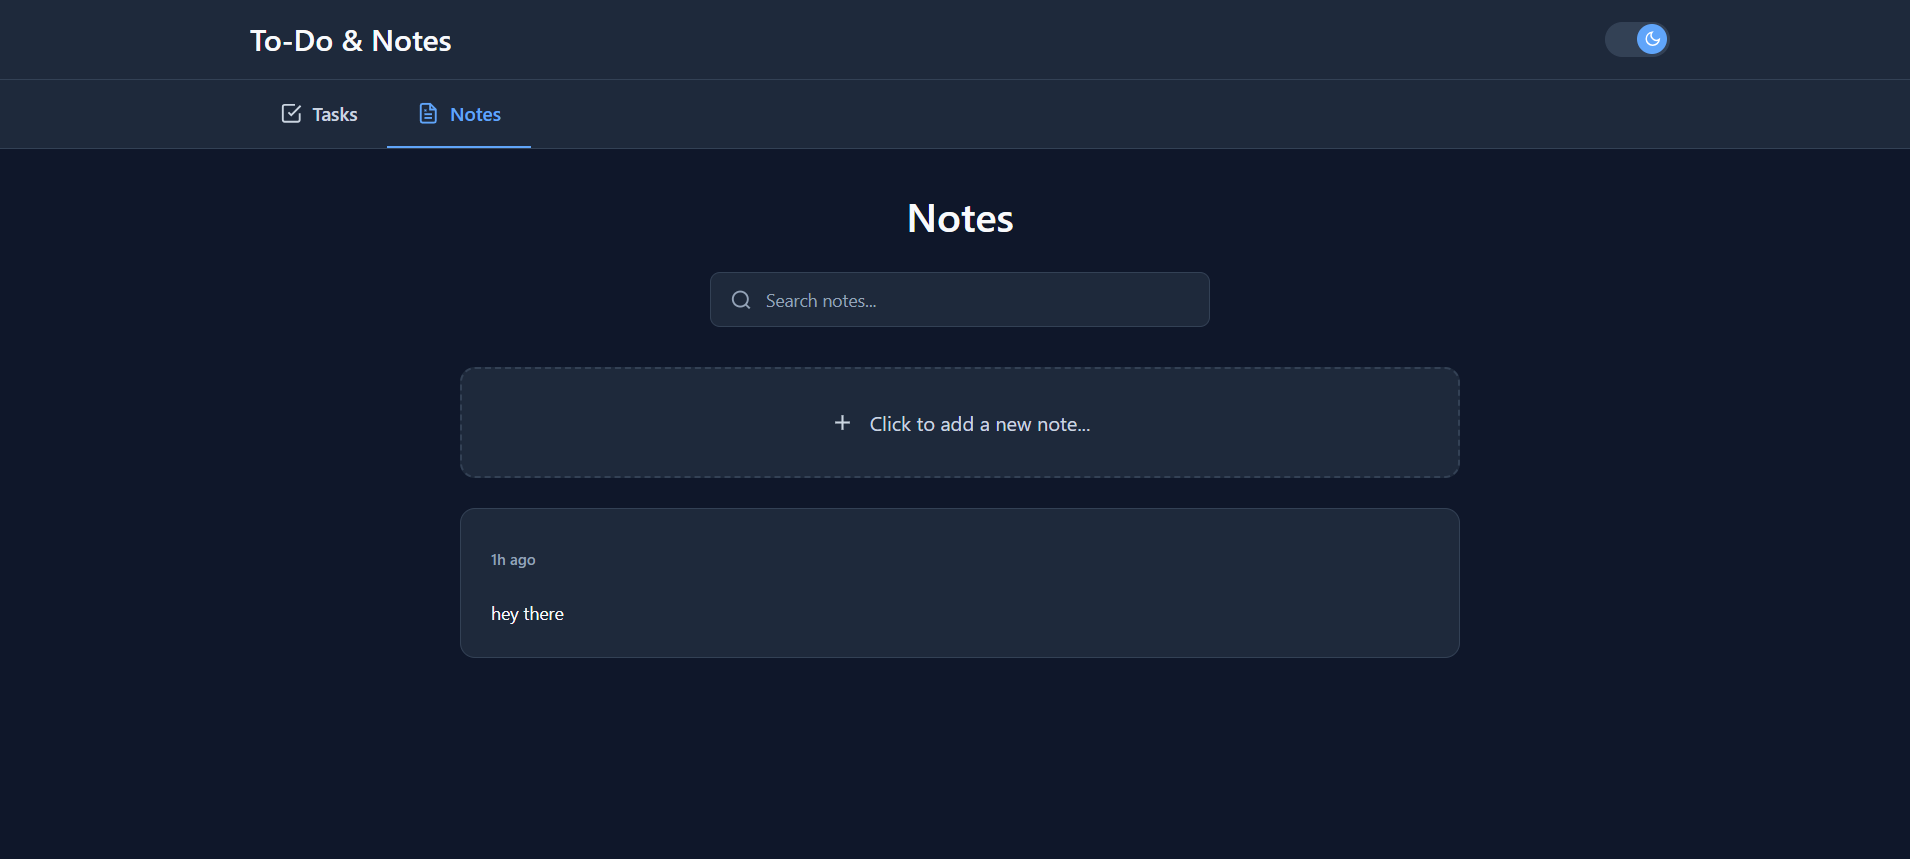 To-Do & Notes
Tasks
Notes
Notes
Search notes...
Click to add a new note...
1h ago
hey there